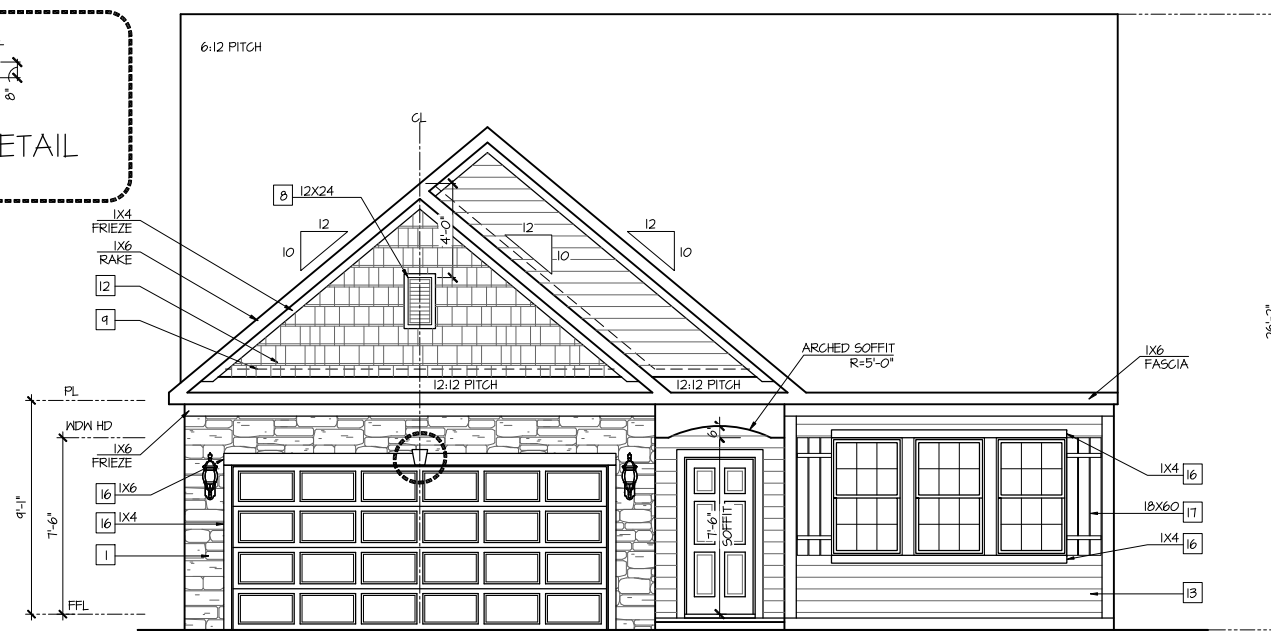 6:12 PITCH
8"
ETAIL
CL
8 12X24
1X4
FRIEZE
12
10
4'-0"
12
10
12
10
1X6
RAKE
12
9
ARCHED SOFFIT
R=5'-0"
1X6
FASCIA
12:12 PITCH
12:12 PITCH
PL
WDW HD
6"
1X6
FRIEZE
16 1X6
16 1X4
1
9'-1"
7'-6"
7'-6"
SOFFIT
1X4 16
18X60 17
1X4 16
13
FFL